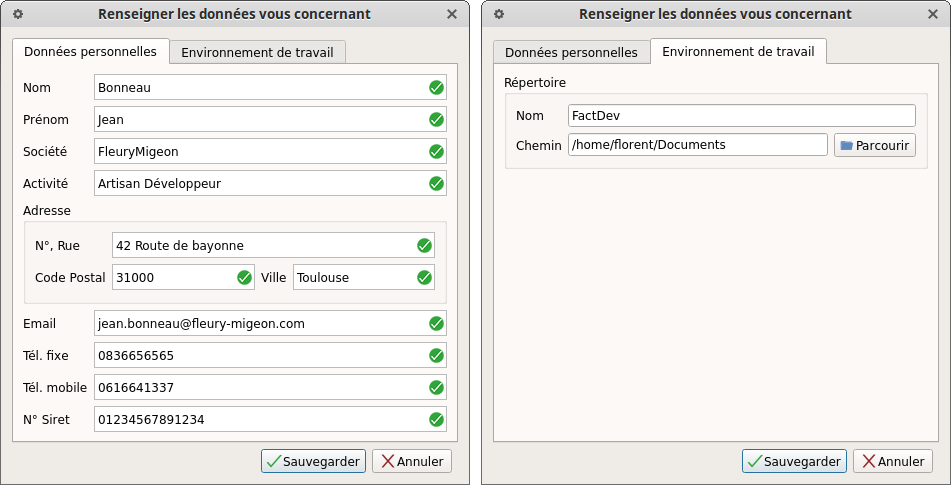 Renseigner les données vous concernant
Données personnelles Environnement de travail
Nom Bonneau
Prénom Jean
Société FleuryMigeon
Activité Artisan Développeur
Adresse
N°, Rue 42 Route de bayonne
Code Postal 31000 Ville Toulouse
Email jean.bonneau@fleury-migeon.com
Tél. fixe 0836656565
Tél. mobile 0616641337
N° Siret 01234567891234
Sauvegarder Annuler
Renseigner les données vous concernant
Données personnelles Environnement de travail
Répertoire
Nom FactDev
Chemin /home/florent/Documents Parcourir
Sauvegarder Annuler